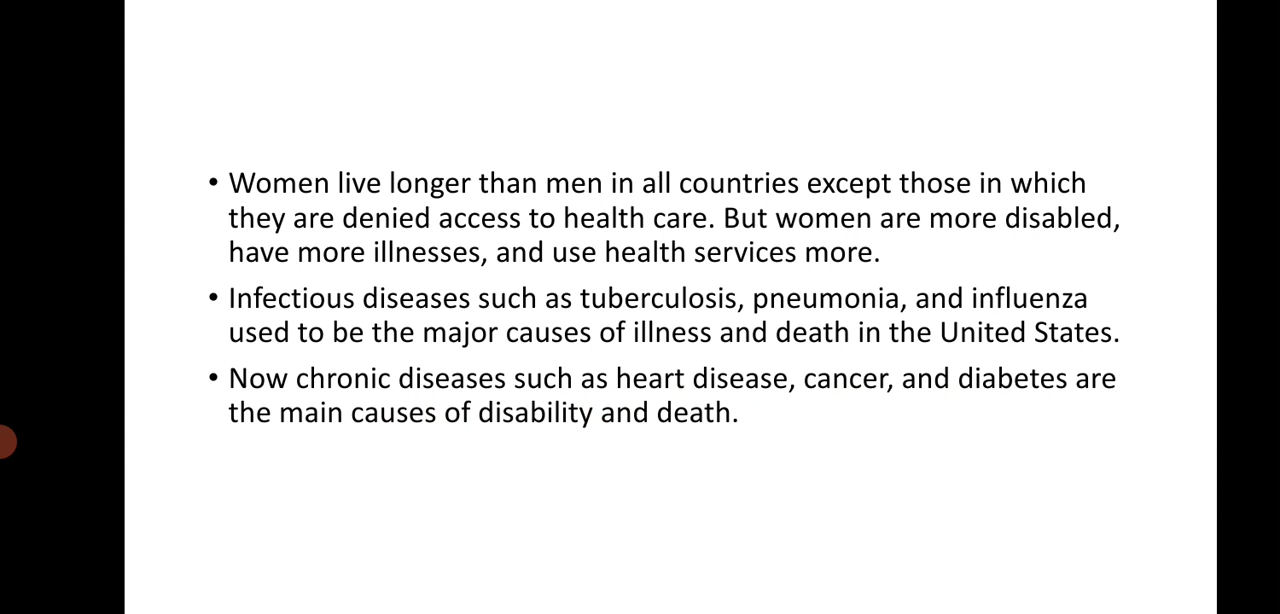 • Women live longer than men in all countries except those in which
they are denied access to health care. But women are more disabled,
have more illnesses, and use health services more.
• Infectious diseases such as tuberculosis, pneumonia, and influenza
used to be the major causes of illness and death in the United States.
• Now chronic diseases such as heart disease, cancer, and diabetes are
the main causes of disability and death.